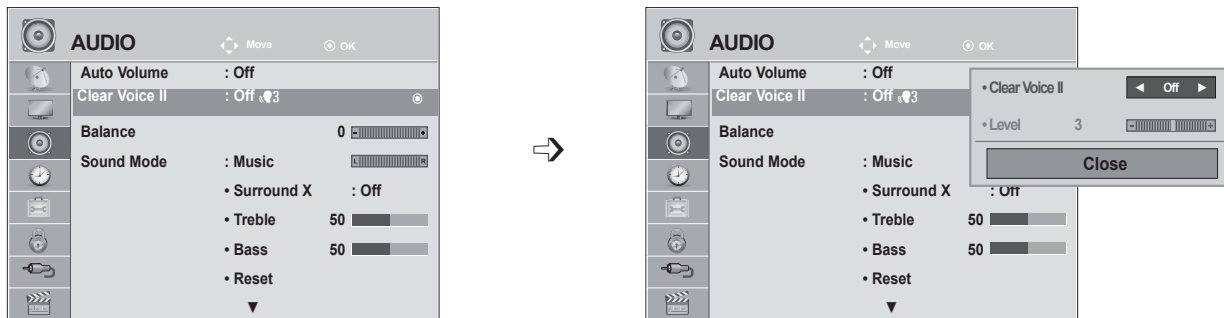 AUDIO Move OK
Auto Volume : Off
Clear Voice II : Off 3
Balance 0 - +
Sound Mode : Music L R
• Surround X : Off
• Treble 50
• Bass 50
• Reset
▼
AUDIO Move OK
Auto Volume : Off
Clear Voice II : Off 3
Balance
Sound Mode : Music
• Surround X : Off
• Treble 50
• Bass 50
• Reset
▼
• Clear Voice II ◄ Off ►
• Level 3 - +
Close